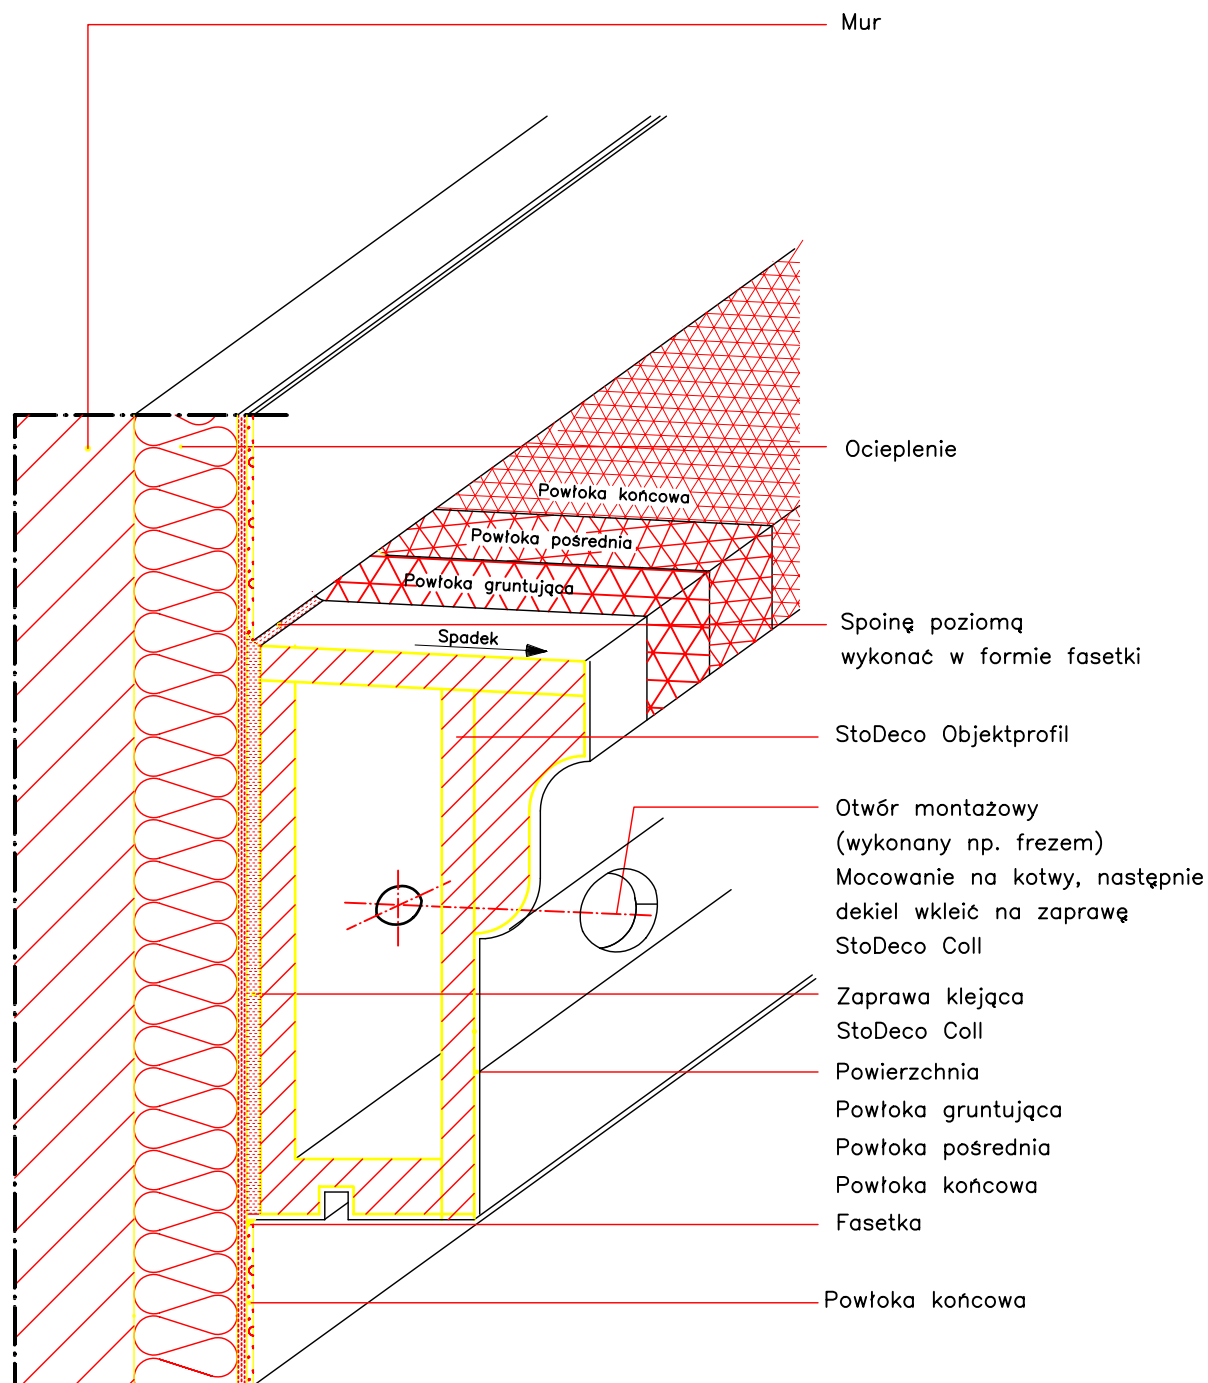 Mur
Ocieplenie
Powłoka końcowa
Powłoka pośrednia
Powłoka gruntująca
Spadek
Spoinę poziomą
wykonać w formie fasetki
StoDeco Objektprofil
Otwór montażowy
(wykonany np. frezem)
Mocowanie na kotwy, następnie
dekiel wkleić na zaprawę
StoDeco Coll
Zaprawa klejąca
StoDeco Coll
Powierzchnia
Powłoka gruntująca
Powłoka pośrednia
Powłoka końcowa
Fasetka
Powłoka końcowa